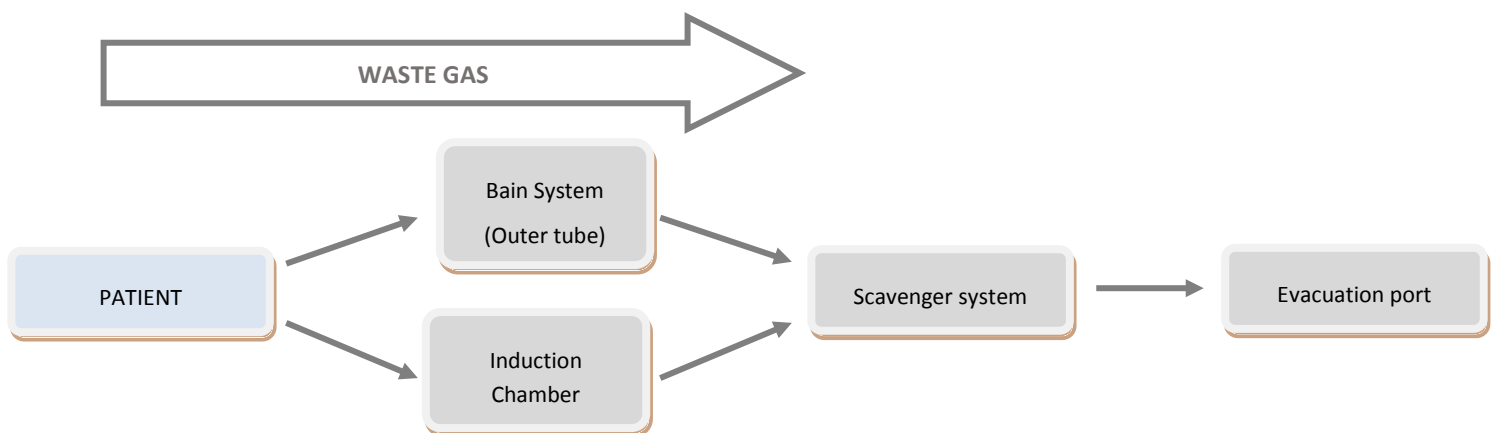 WASTE GAS
Bain System
(Outer tube)
PATIENT
Scavenger system
Evacuation port
Induction
Chamber